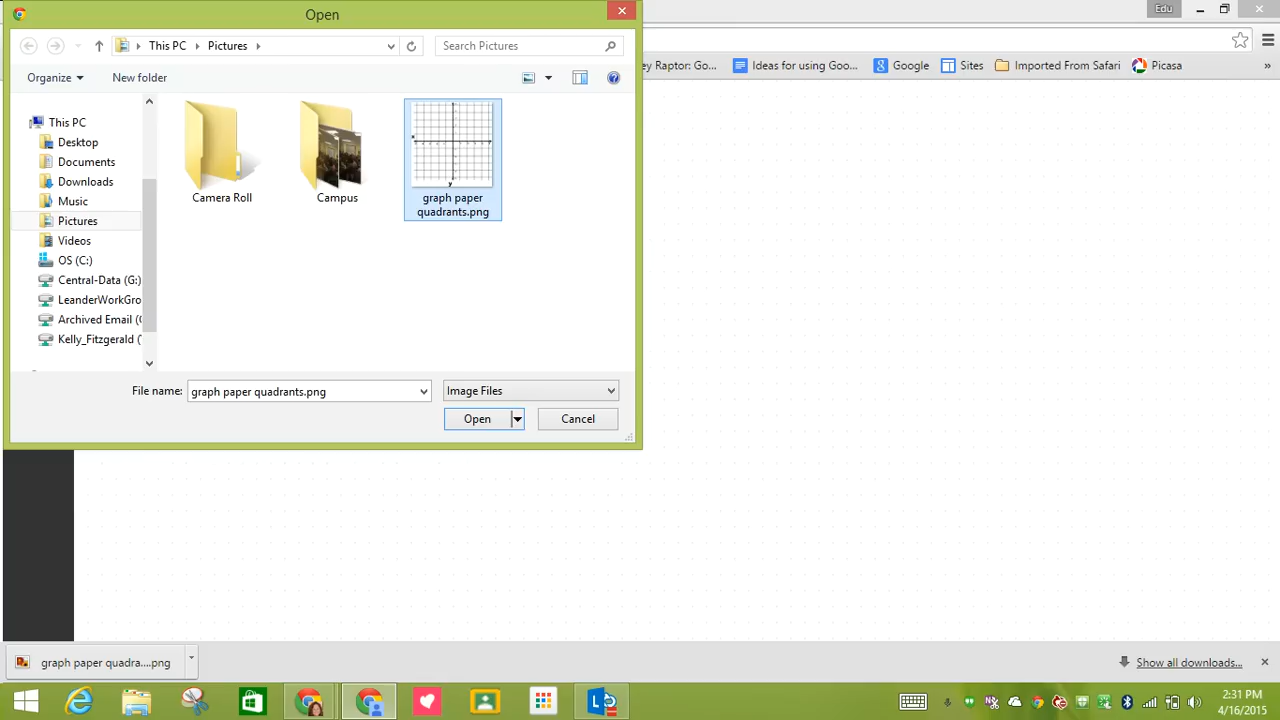 Open
Edu
This PC
Pictures
Search Pictures
Organize
New folder
ey Raptor: Go...
Ideas for using Goo...
Google
Sites
Imported From Safari
Picasa
»
This PC
Desktop
Documents
Downloads
Music
Pictures
Videos
OS (C:)
Central-Data (G:)
LeanderWorkGro
Archived Email (
Kelly_Fitzgerald (
Camera Roll
Campus
graph paper
quadrants.png
File name:
graph paper quadrants.png
Image Files
Open
Cancel
graph paper quadra....png
Show all downloads...
2:31 PM
4/16/2015